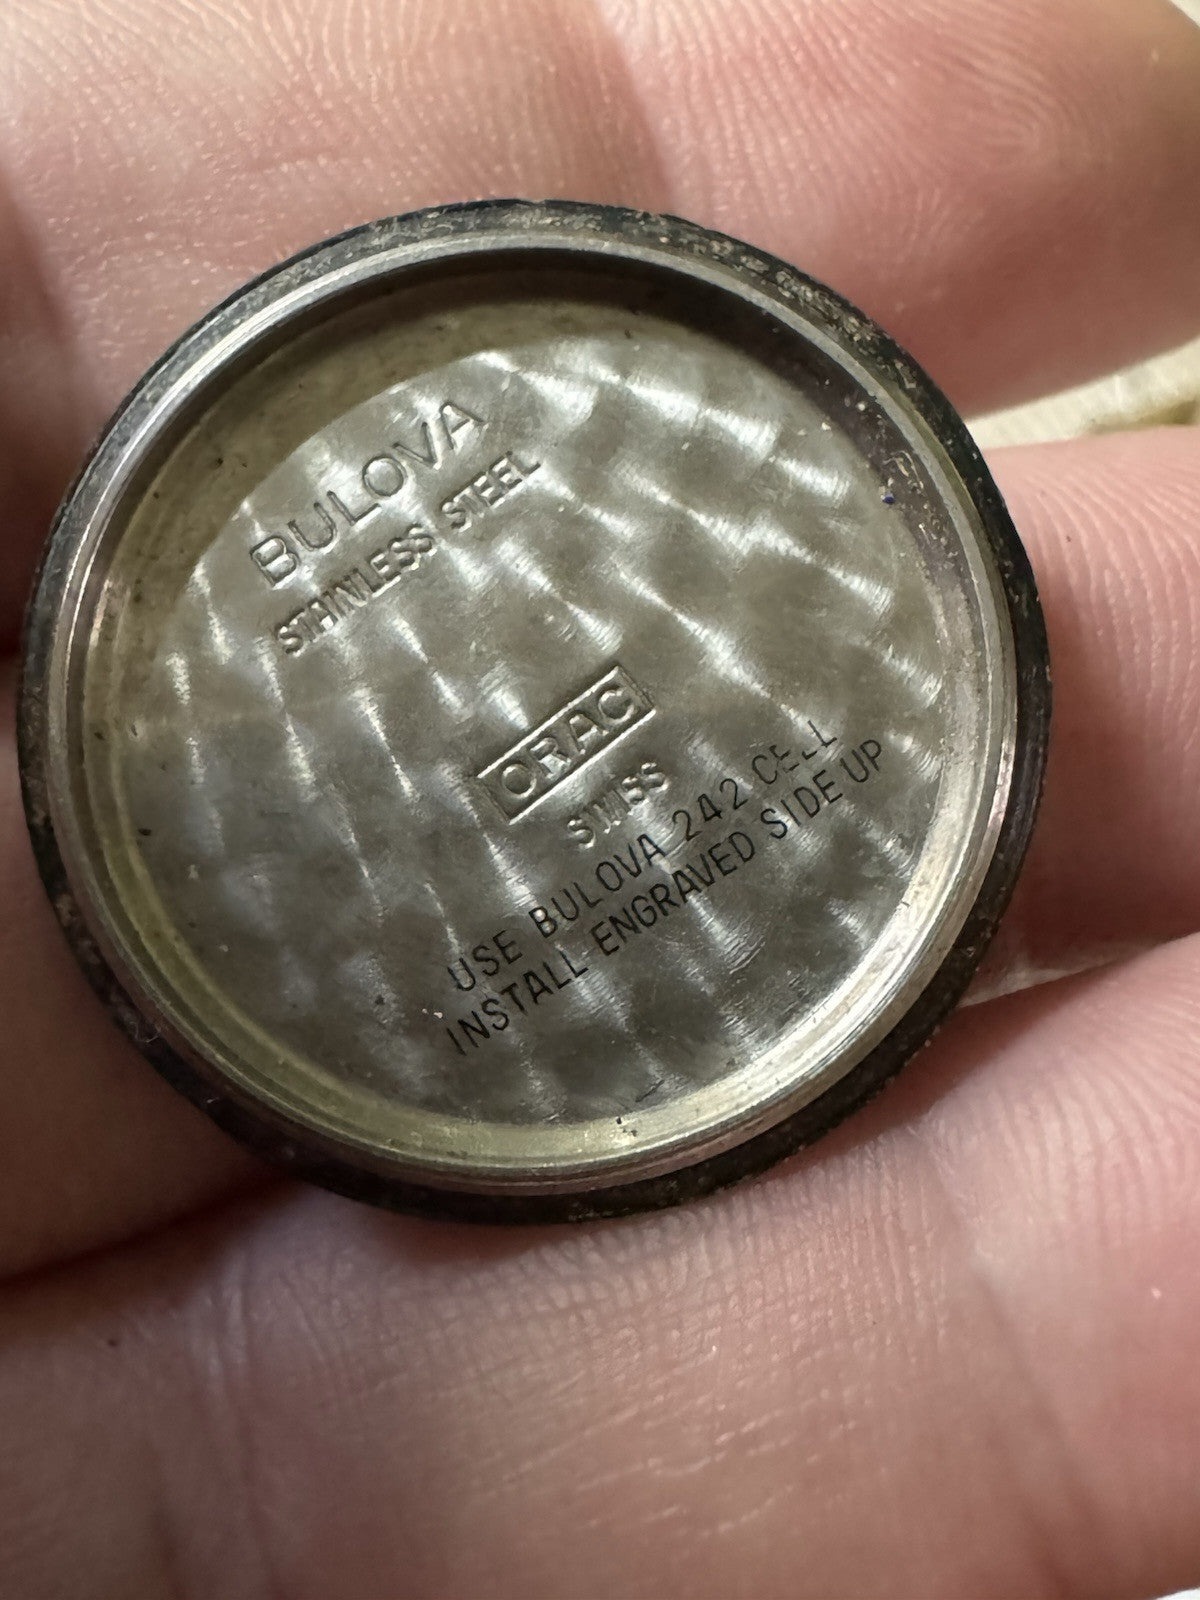 BULOVA
STAINLESS STEEL
ORAC
SWISS
USE BULOVA 242 CELL
INSTALL ENGRAVED SIDE UP